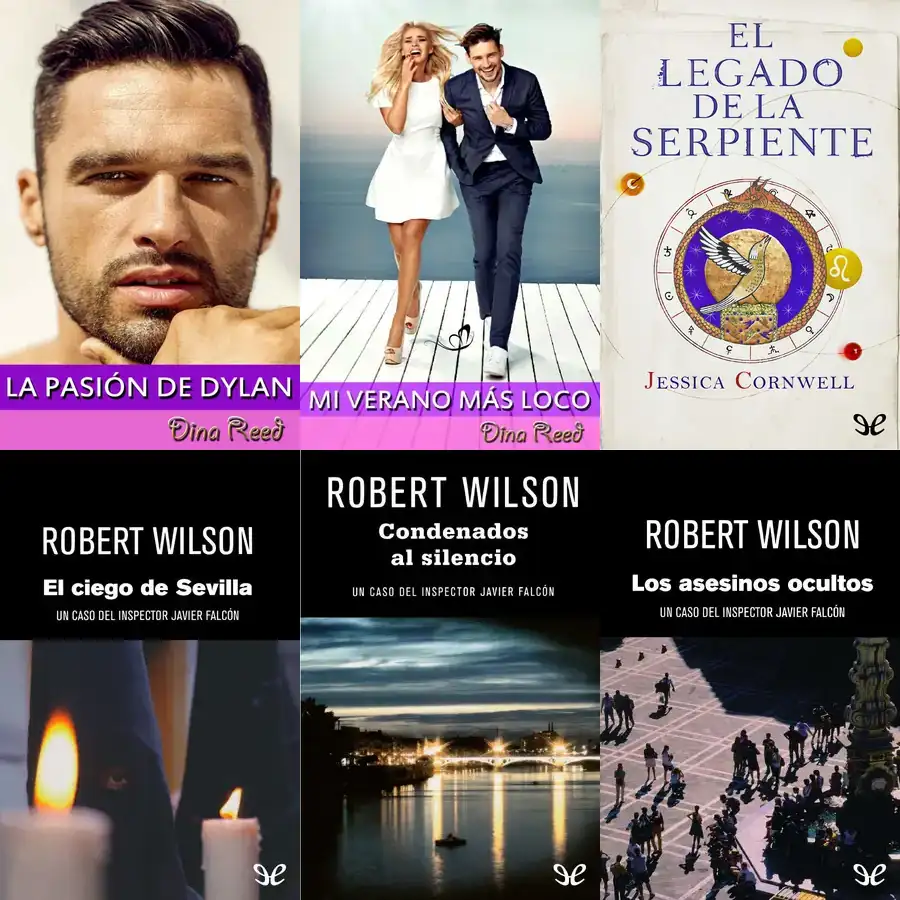 LA PASIÓN DE DYLAN
Dina Reed
MI VERANO MÁS LOCO
Dina Reed
EL
LEGADO
DE LA
SERPIENTE
JESSICA CORNWELL
ROBERT WILSON
El ciego de Sevilla
UN CASO DEL INSPECTOR JAVIER FALCÓN
ROBERT WILSON
Condenados
al silencio
UN CASO DEL INSPECTOR JAVIER FALCÓN
ROBERT WILSON
Los asesinos ocultos
UN CASO DEL INSPECTOR JAVIER FALCÓN